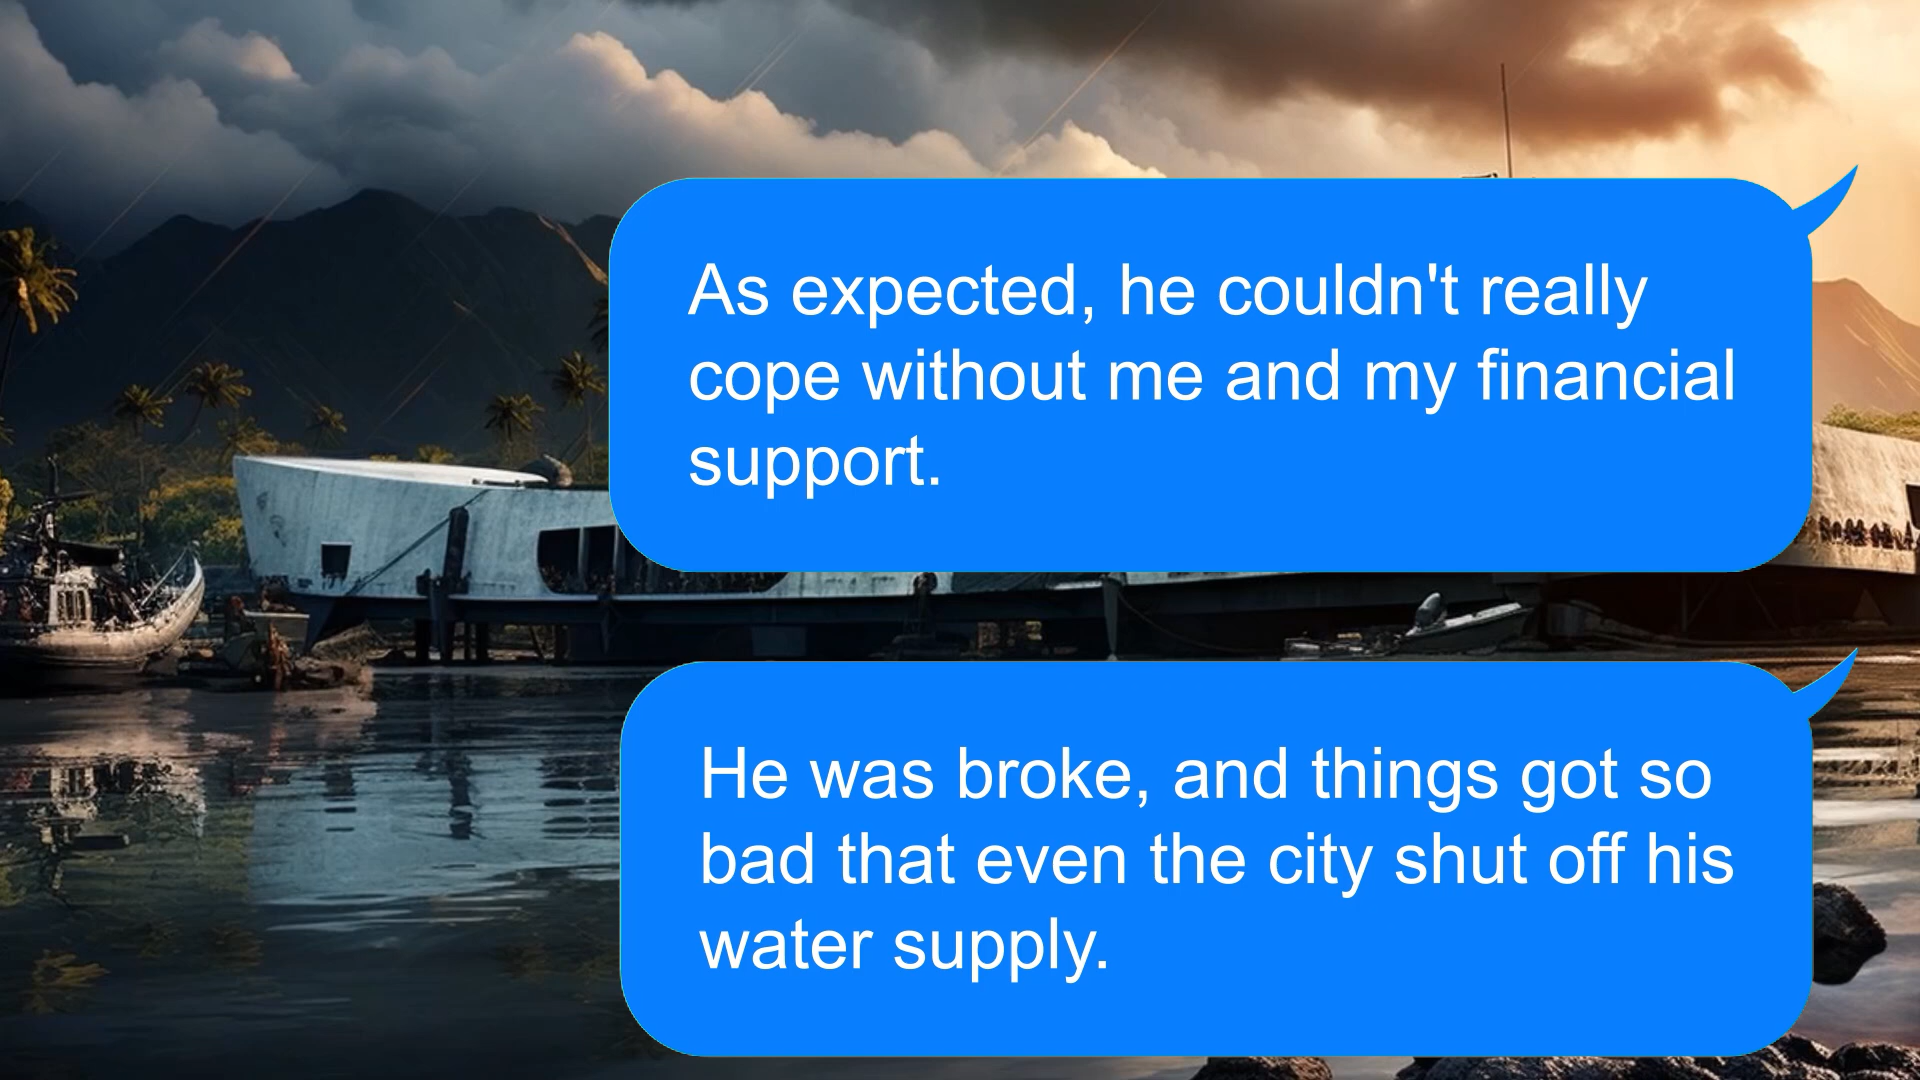 As expected, he couldn't really
cope without me and my financial
support.
He was broke, and things got so
bad that even the city shut off his
water supply.